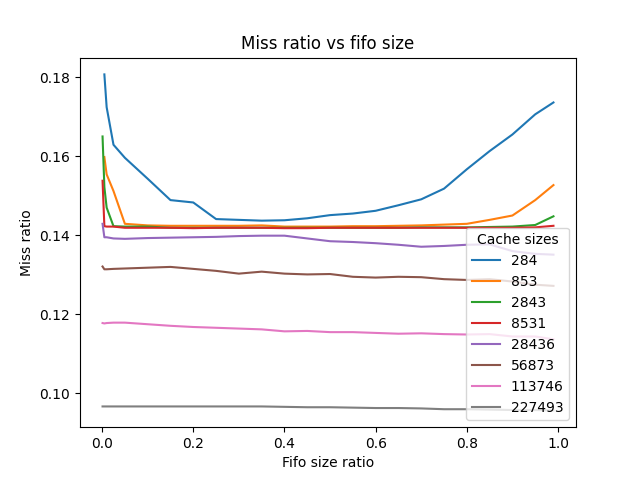 Miss ratio vs fifo size
0.18
0.16
0.14
0.12
0.10
Miss ratio
0.0 0.2 0.4 0.6 0.8 1.0
Fifo size ratio
Cache sizes
284
853
2843
8531
28436
56873
113746
227493